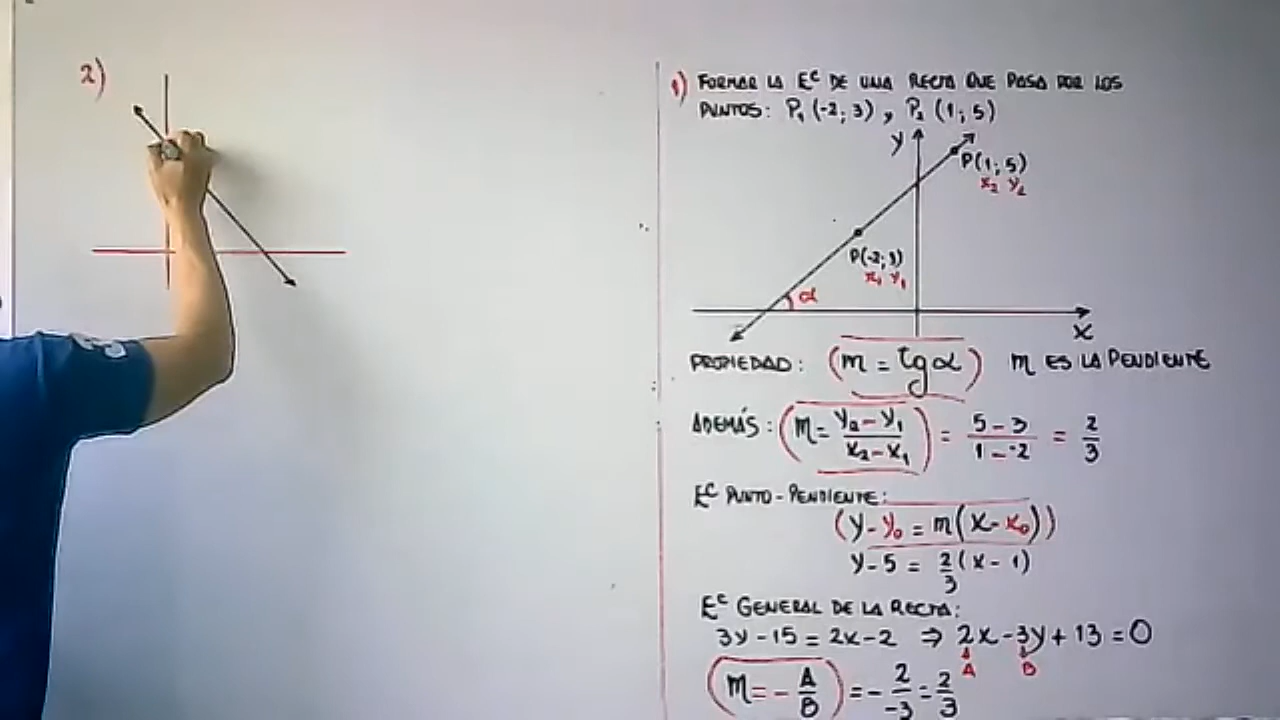 2)
1) FORMAR LA Eᶜ DE UNA RECTA QUE PASA POR LOS
PUNTOS: P₁ (-2; 3) , P₂ (1; 5)
y
P(1; 5)
x₂ y₂
P(-2; 3)
x₁ y₁
α
x
PROPIEDAD: (m = tgα) m ES LA PENDIENTE
ADEMÁS: (m = (y₂ - y₁)/(x₂ - x₁)) = (5 - 3)/(1 - -2) = 2/3
Eᶜ PUNTO-PENDIENTE:
(y - y₀ = m(x - x₀))
y - 5 = 2/3 (x - 1)
Eᶜ GENERAL DE LA RECTA:
3y - 15 = 2x - 2 ⇒ 2x - 3y + 13 = 0
A B
(m = - A/B) = - 2/-3 = 2/3